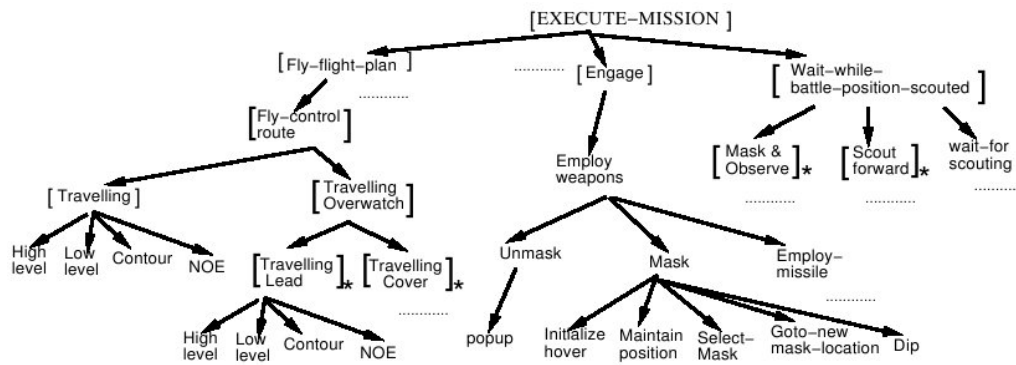 [EXECUTE–MISSION ]
[Fly–flight–plan]
............
............
[ Engage ]
[ Wait–while–
battle–position–scouted ]
[Fly–control
route ]
............
[ Mask &
Observe ]*
............
[ Scout
forward ]*
............
wait–for
scouting
............
Employ
weapons
[ Travelling ]
[Travelling
Overwatch]
High
level
Low
level
Contour
NOE
[Travelling
Lead ]*
[Travelling
Cover ]*
............
Unmask
Mask
Employ–
missile
............
High
level
Low
level
Contour
NOE
popup
Initialize
hover
Maintain
position
Select–
Mask
Goto–new
mask–location
Dip